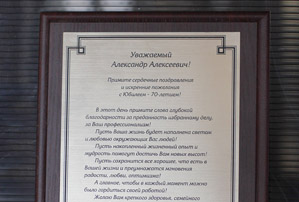 Уважаемый
Александр Алексеевич!
Примите сердечные поздравления
и искренние пожелания
с Юбилеем - 70-летием!
В этот день примите слова глубокой
благодарности за преданность избранному делу,
за Ваш профессионализм!
Пусть Ваша жизнь будет наполнена светом
и любовью окружающих Вас людей!
Пусть накопленный жизненный опыт и
мудрость помогут достичь Вам новых высот!
Пусть сохранится все хорошее, что есть в
Вашей жизни и преумножатся мгновения
радости, любви, оптимизма!
А главное, чтобы в каждый момент можно
было гордиться своей работой!
Желаю Вам крепкого здоровья, семейного